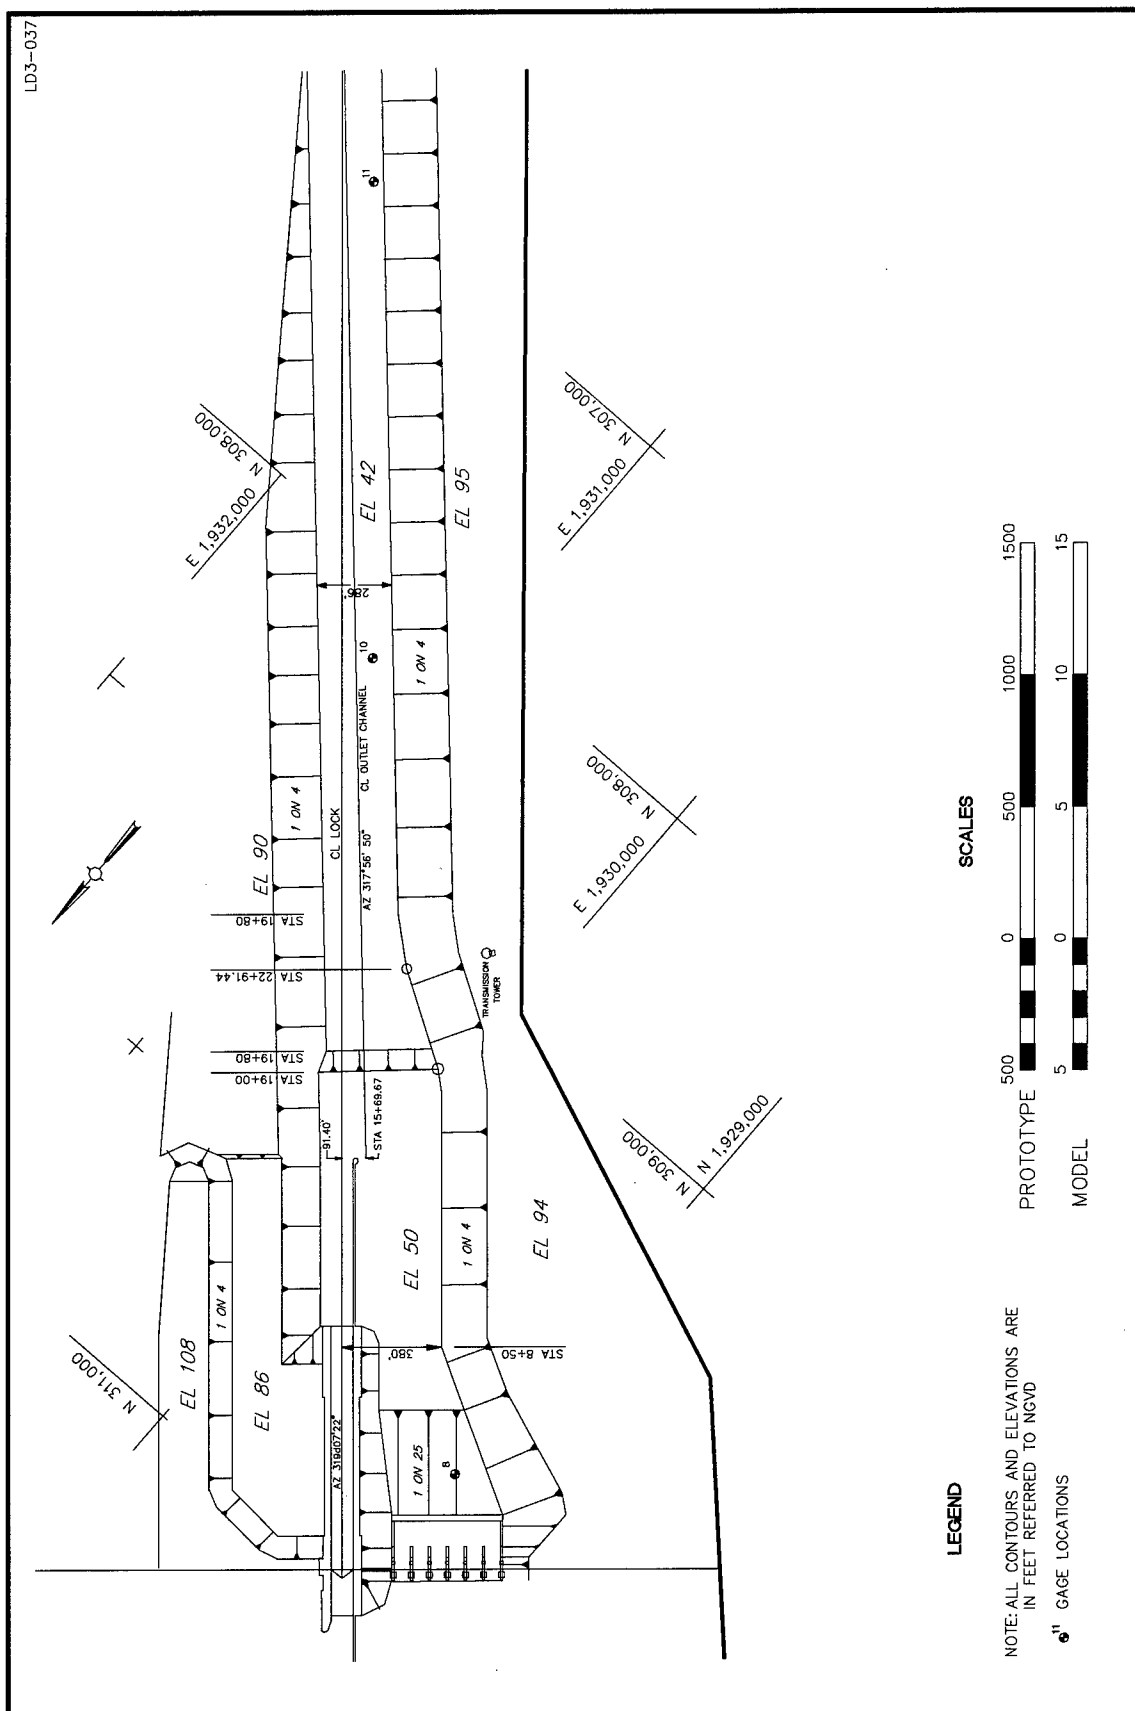 LD3-037
N 308,000
E 1,932,000
11
EL 42
EL 95
N 307,000
E 1,931,000
286'
10
1 ON 4
CL OUTLET CHANNEL
1 ON 4
CL LOCK
EL 90
AZ 317°56' 50"
N 308,000
E 1,930,000
STA 19+80
STA 22+91.44
TRANSMISSION
TOWER
STA 19+80
STA 19+00
91.40'
STA 15+69.67
N 309,000
N 1,929,000
EL 50
1 ON 4
EL 94
1 ON 4
EL 108
EL 86
N 311,000
380'
STA 8+50
AZ 319d07'22"
1 ON 25
8
SCALES
PROTOTYPE 500 0 500 1000 1500
MODEL 5 0 5 10 15
LEGEND
NOTE: ALL CONTOURS AND ELEVATIONS ARE
IN FEET REFERRED TO NGVD
11 GAGE LOCATIONS